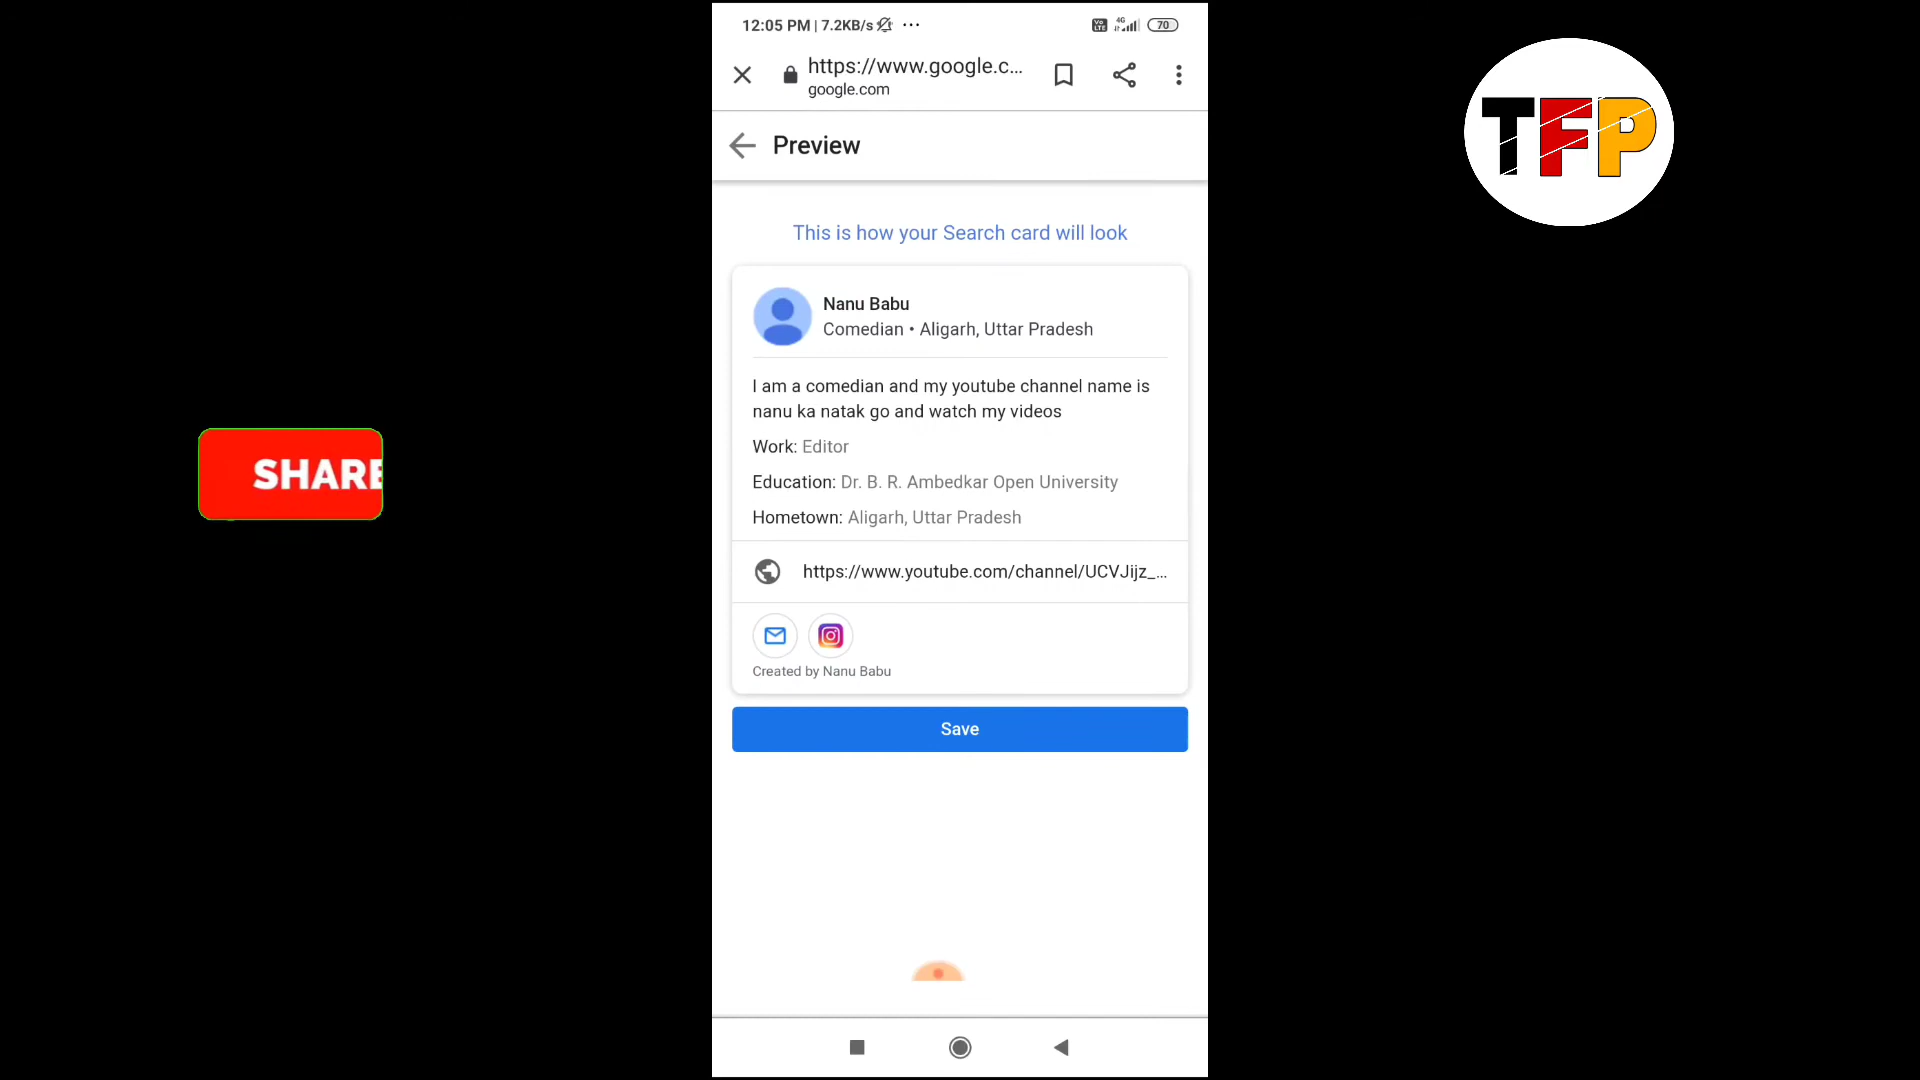 12:05 PM | 7.2KB/s ...
Vo LTE 4G 70
https://www.google.c...
google.com
Preview
This is how your Search card will look
Nanu Babu
Comedian • Aligarh, Uttar Pradesh
I am a comedian and my youtube channel name is
nanu ka natak go and watch my videos
Work: Editor
Education: Dr. B. R. Ambedkar Open University
Hometown: Aligarh, Uttar Pradesh
https://www.youtube.com/channel/UCVJijz_...
Created by Nanu Babu
Save
SHARE
TFP